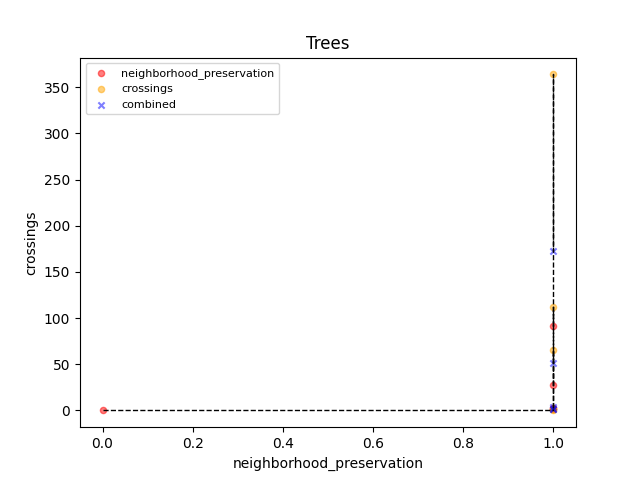 Trees
neighborhood_preservation
crossings
combined
350
300
250
200
150
100
50
0
crossings
0.0 0.2 0.4 0.6 0.8 1.0
neighborhood_preservation